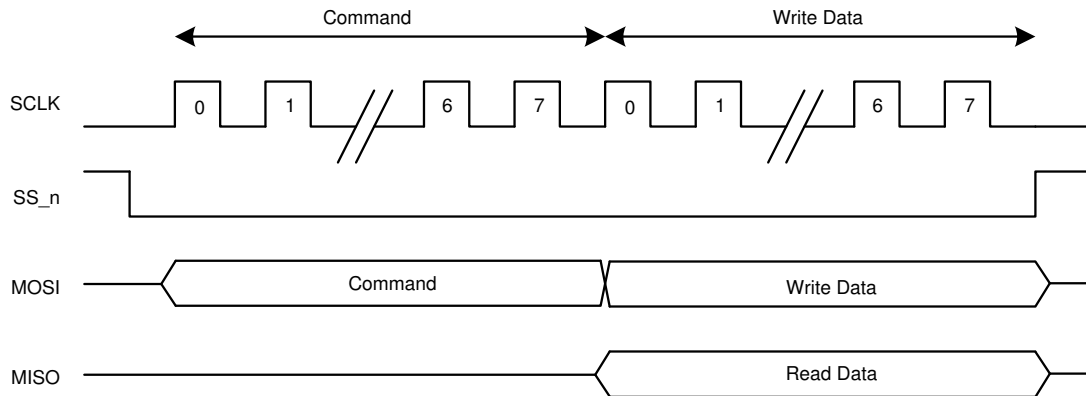 Command Write Data
SCLK 0 1 6 7 0 1 6 7
SS_n
MOSI Command Write Data
MISO Read Data